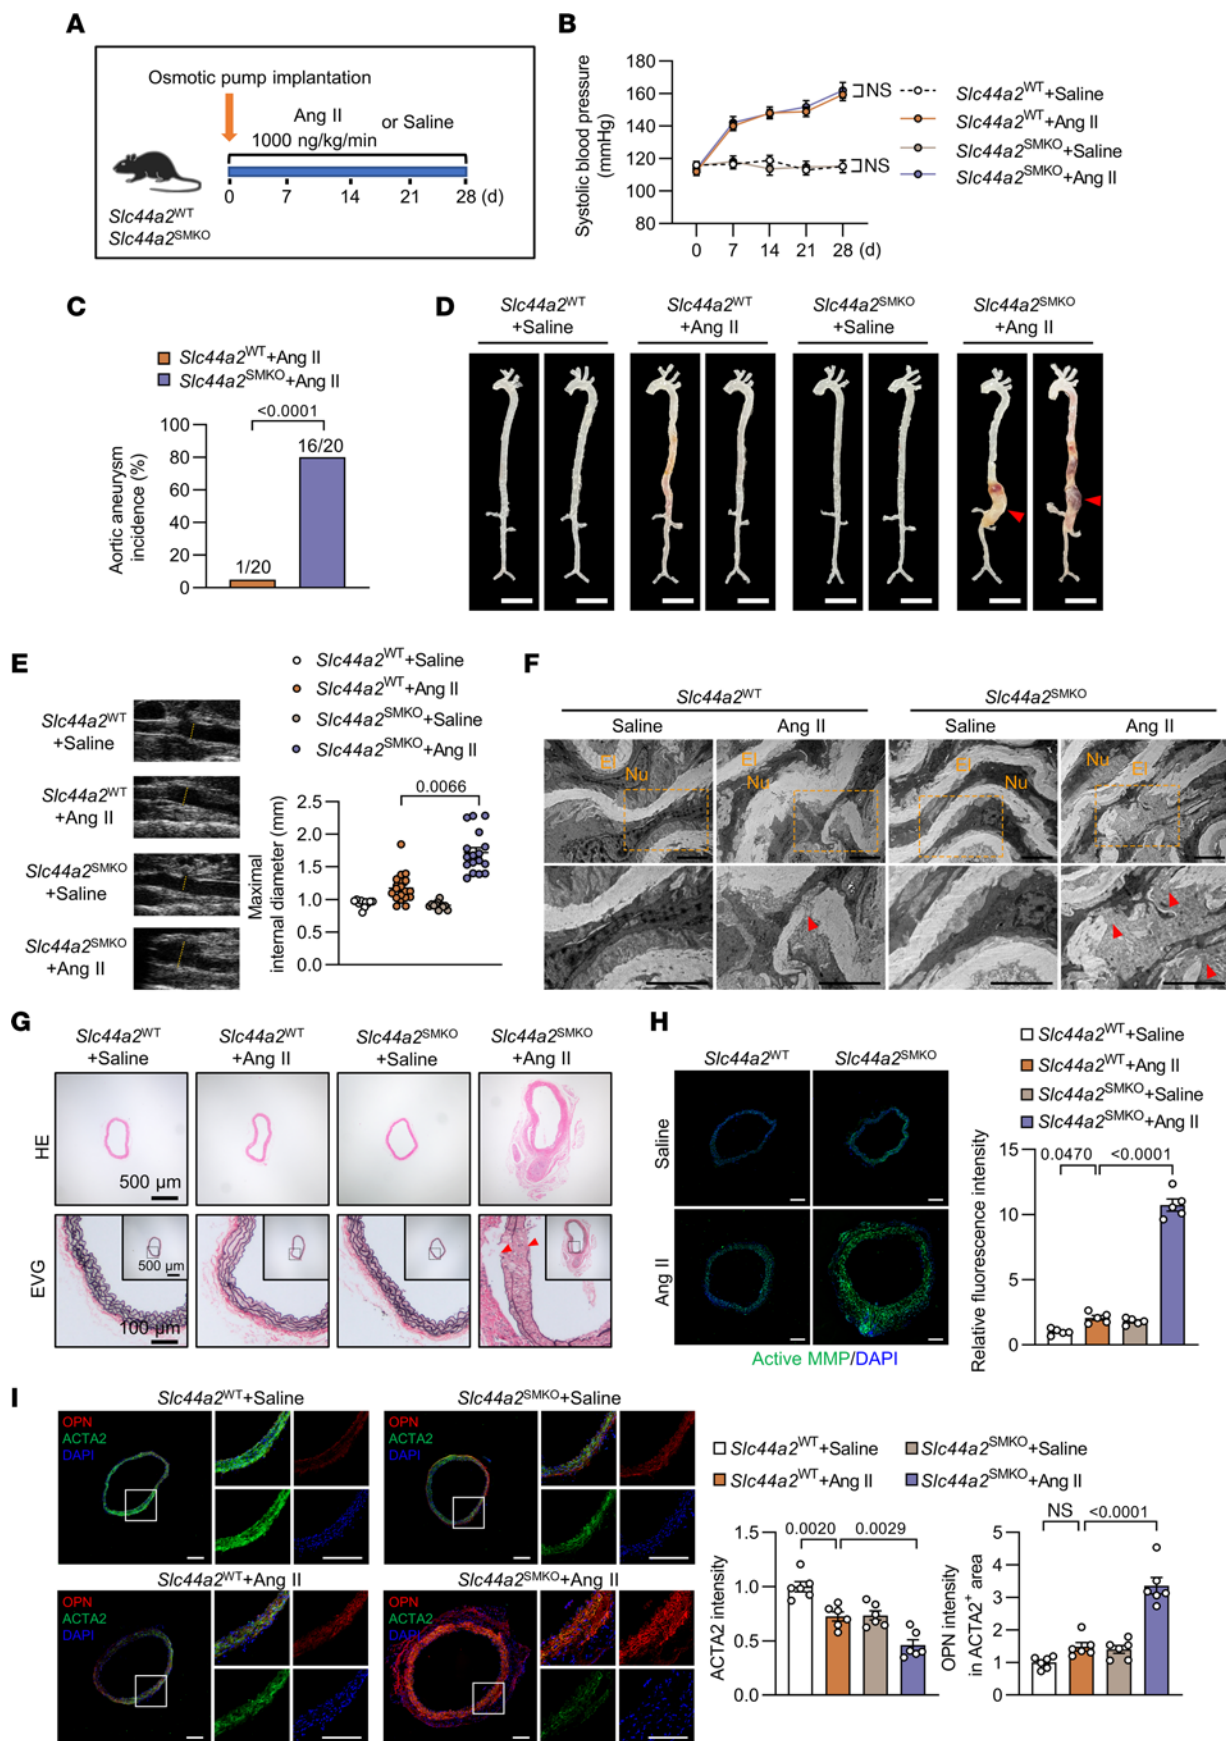 A
Osmotic pump implantation
Ang II
1000 ng/kg/min
or Saline
0 7 14 21 28 (d)
Slc44a2WT
Slc44a2SMKO
B
Systolic blood pressure
(mmHg)
180
160
140
120
100
80
0 7 14 21 28 (d)
NS
NS
Slc44a2WT+Saline
Slc44a2WT+Ang II
Slc44a2SMKO+Saline
Slc44a2SMKO+Ang II
C
Slc44a2WT+Ang II
Slc44a2SMKO+Ang II
Aortic aneurysm
incidence (%)
100
80
60
40
20
0
<0.0001
16/20
1/20
D
Slc44a2WT
+Saline
Slc44a2WT
+Ang II
Slc44a2SMKO
+Saline
Slc44a2SMKO
+Ang II
E
Slc44a2WT
+Saline
Slc44a2WT
+Ang II
Slc44a2SMKO
+Saline
Slc44a2SMKO
+Ang II
Slc44a2WT+Saline
Slc44a2WT+Ang II
Slc44a2SMKO+Saline
Slc44a2SMKO+Ang II
Maximal
internal diameter (mm)
2.5
2.0
1.5
1.0
0.5
0.0
0.0066
F
Slc44a2WT
Slc44a2SMKO
Saline
Ang II
Saline
Ang II
El
Nu
El
Nu
El
Nu
Nu
El
G
Slc44a2WT
+Saline
Slc44a2WT
+Ang II
Slc44a2SMKO
+Saline
Slc44a2SMKO
+Ang II
HE
500 μm
EVG
500 μm
100 μm
H
Slc44a2WT
Slc44a2SMKO
Saline
Ang II
Active MMP/DAPI
Slc44a2WT+Saline
Slc44a2WT+Ang II
Slc44a2SMKO+Saline
Slc44a2SMKO+Ang II
Relative fluorescence intensity
15
10
5
0
0.0470
<0.0001
I
Slc44a2WT+Saline
OPN
ACTA2
DAPI
Slc44a2SMKO+Saline
OPN
ACTA2
DAPI
Slc44a2WT+Ang II
OPN
ACTA2
DAPI
Slc44a2SMKO+Ang II
OPN
ACTA2
DAPI
Slc44a2WT+Saline
Slc44a2WT+Ang II
Slc44a2SMKO+Saline
Slc44a2SMKO+Ang II
ACTA2 intensity
1.5
1.0
0.5
0.0
0.0020
0.0029
OPN intensity
in ACTA2+ area
5
4
3
2
1
0
NS
<0.0001